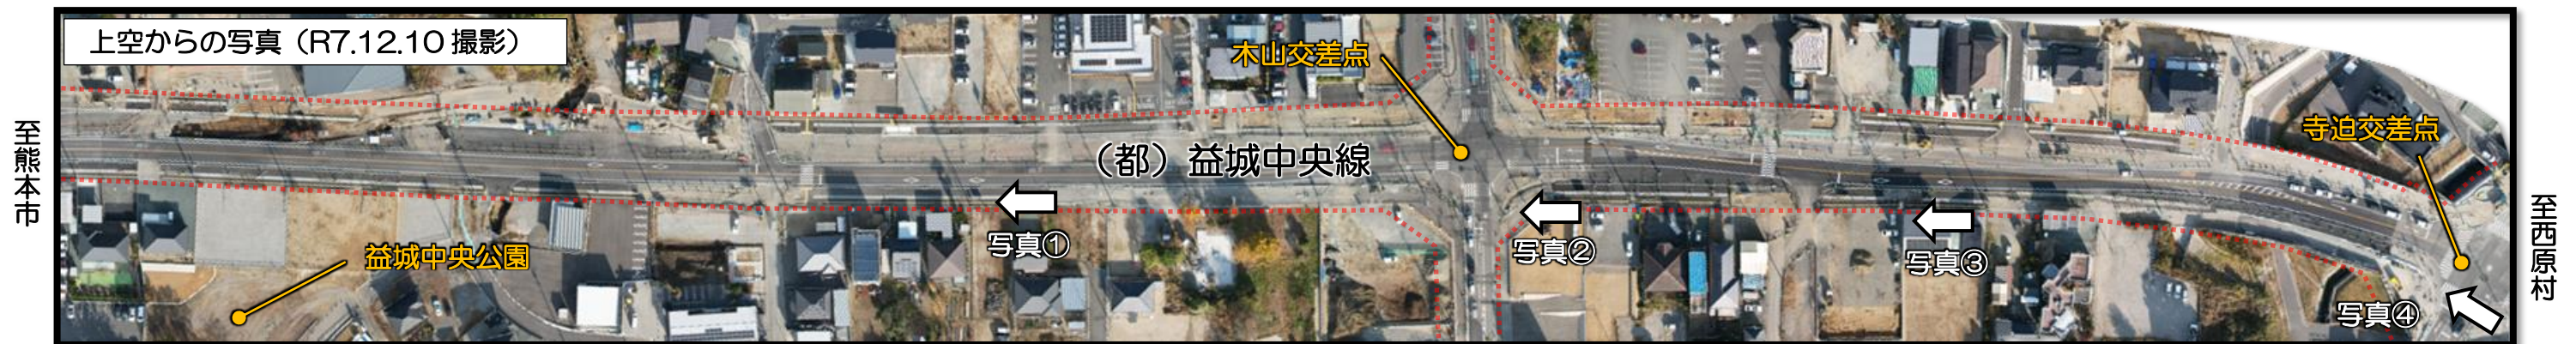 上空からの写真（R7.12.10 撮影）
木山交差点
寺迫交差点
至熊本市
（都）益城中央線
至西原村
写真①
写真②
写真③
益城中央公園
写真④